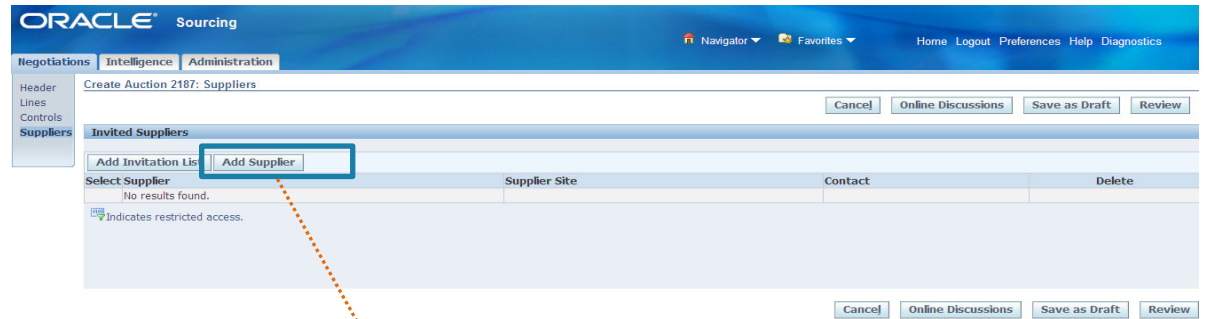 ORACLE® Sourcing
Navigator Favorites Home Logout Preferences Help Diagnostics
Negotiations Intelligence Administration
Header
Lines
Controls
Suppliers
Create Auction 2187: Suppliers
Cancel Online Discussions Save as Draft Review
Invited Suppliers
Add Invitation List Add Supplier
Select Supplier Supplier Site Contact Delete
No results found.
Indicates restricted access.
Cancel Online Discussions Save as Draft Review